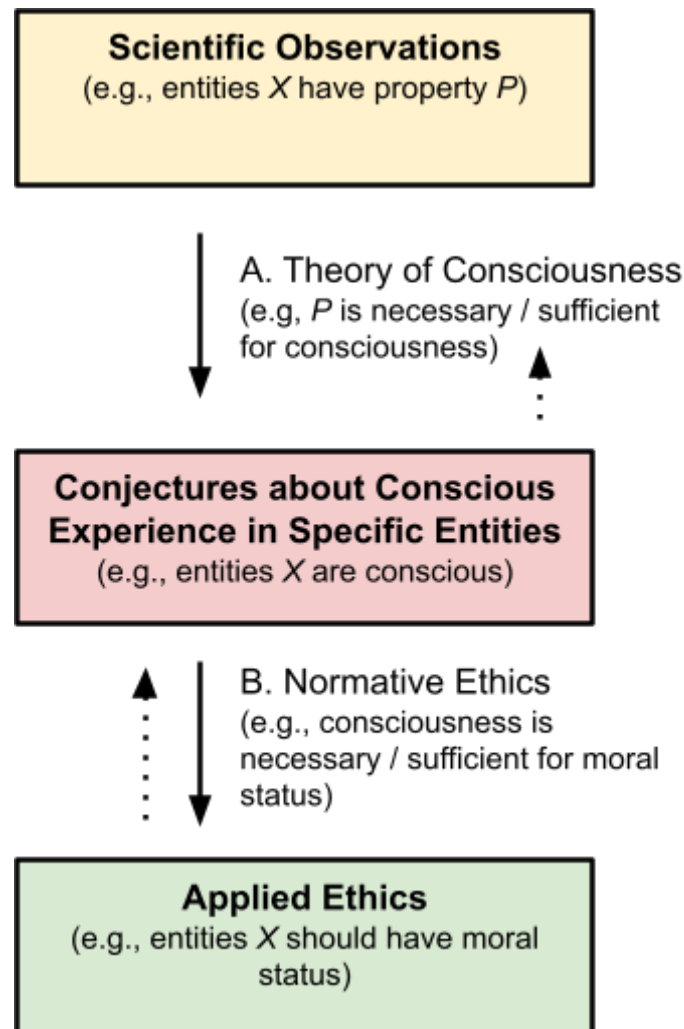 Scientific Observations
(e.g., entities X have property P)
A. Theory of Consciousness
(e.g, P is necessary / sufficient
for consciousness)
Conjectures about Conscious
Experience in Specific Entities
(e.g., entities X are conscious)
B. Normative Ethics
(e.g., consciousness is
necessary / sufficient for moral
status)
Applied Ethics
(e.g., entities X should have moral
status)